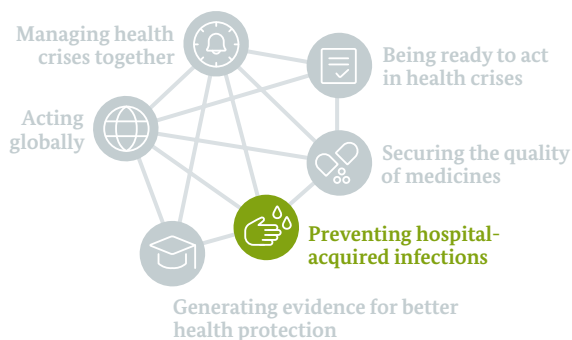 Managing health
crises together
Being ready to act
in health crises
Acting
globally
Securing the quality
of medicines
Preventing hospital-
acquired infections
Generating evidence for better
health protection